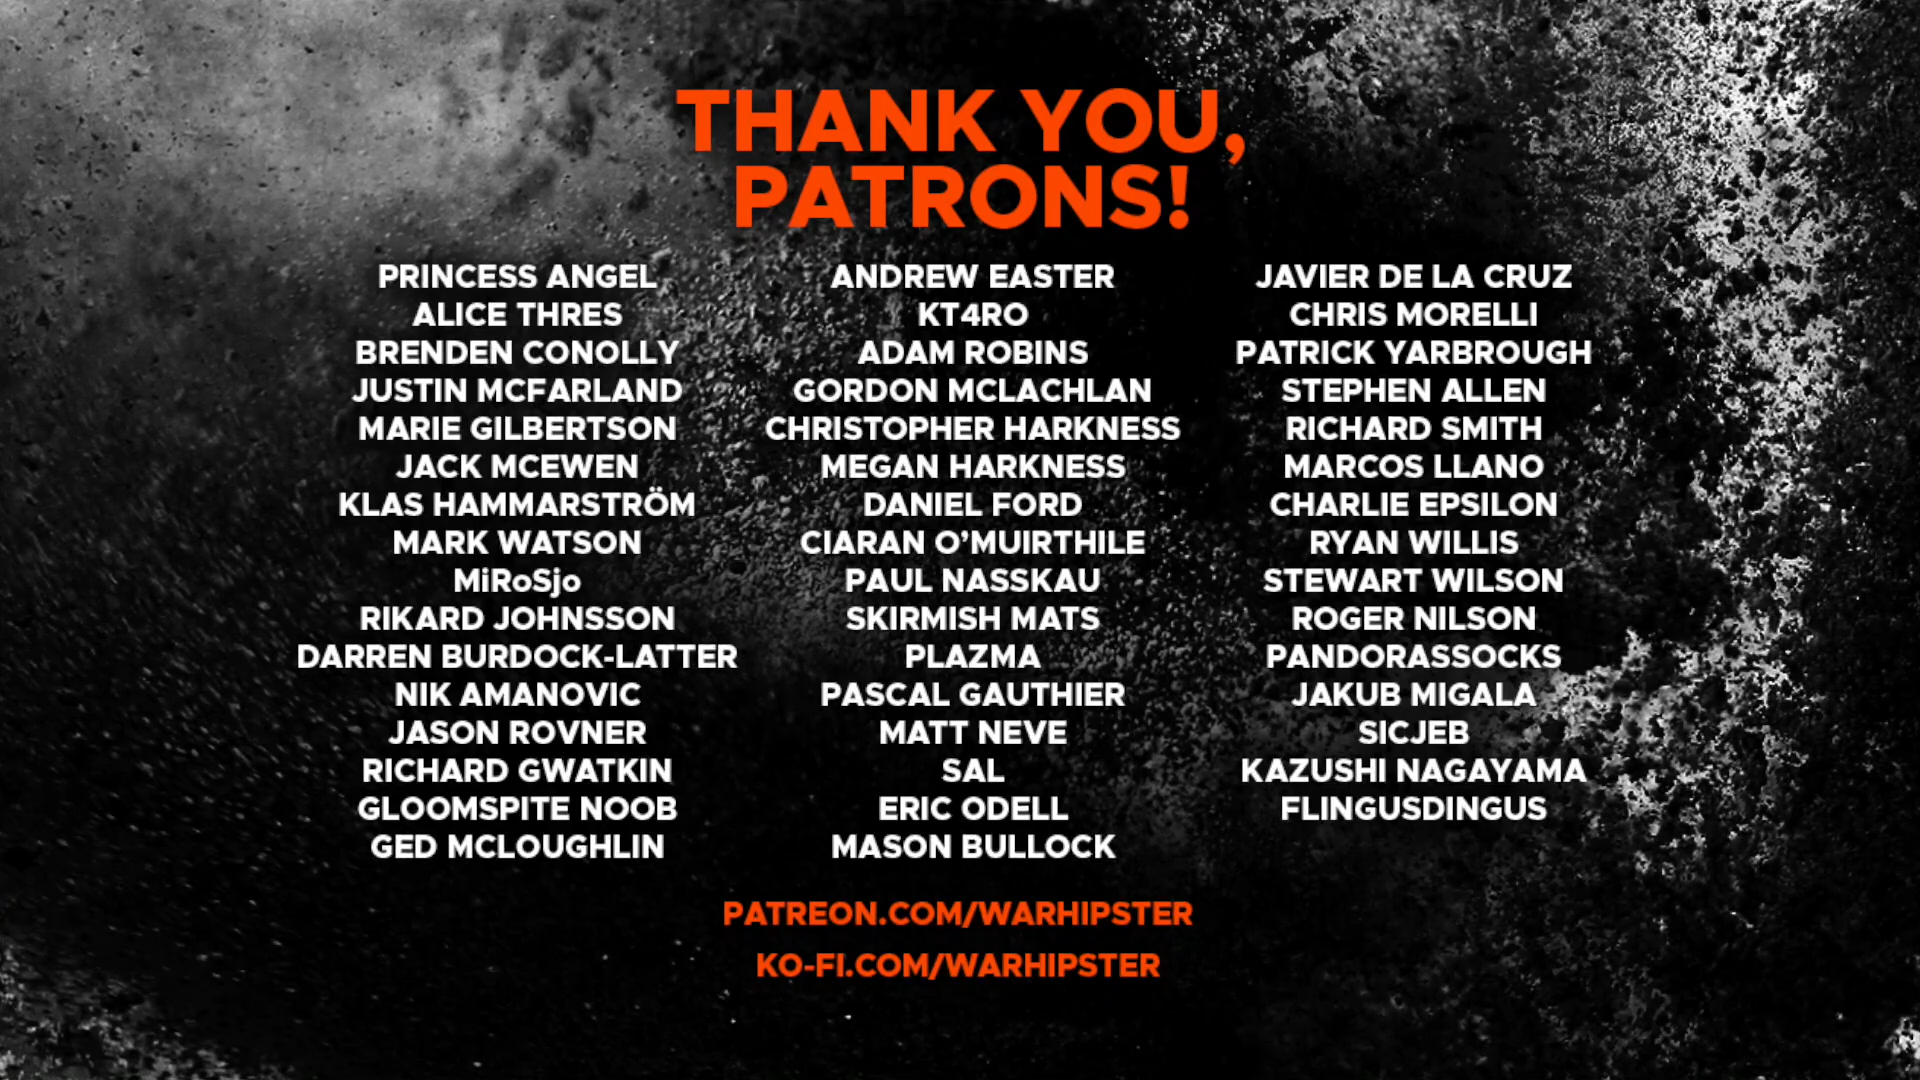 THANK YOU,
PATRONS!
PRINCESS ANGEL
ALICE THRES
BRENDEN CONOLLY
JUSTIN MCFARLAND
MARIE GILBERTSON
JACK MCEWEN
KLAS HAMMARSTRÖM
MARK WATSON
MiRoSjo
RIKARD JOHNSSON
DARREN BURDOCK-LATTER
NIK AMANOVIC
JASON ROVNER
RICHARD GWATKIN
GLOOMSPITE NOOB
GED MCLOUGHLIN
ANDREW EASTER
KT4RO
ADAM ROBINS
GORDON MCLACHLAN
CHRISTOPHER HARKNESS
MEGAN HARKNESS
DANIEL FORD
CIARAN O’MUIRTHILE
PAUL NASSKAU
SKIRMISH MATS
PLAZMA
PASCAL GAUTHIER
MATT NEVE
SAL
ERIC ODELL
MASON BULLOCK
JAVIER DE LA CRUZ
CHRIS MORELLI
PATRICK YARBROUGH
STEPHEN ALLEN
RICHARD SMITH
MARCOS LLANO
CHARLIE EPSILON
RYAN WILLIS
STEWART WILSON
ROGER NILSON
PANDORASSOCKS
JAKUB MIGALA
SICJEB
KAZUSHI NAGAYAMA
FLINGUSDINGUS
PATREON.COM/WARHIPSTER
KO-FI.COM/WARHIPSTER